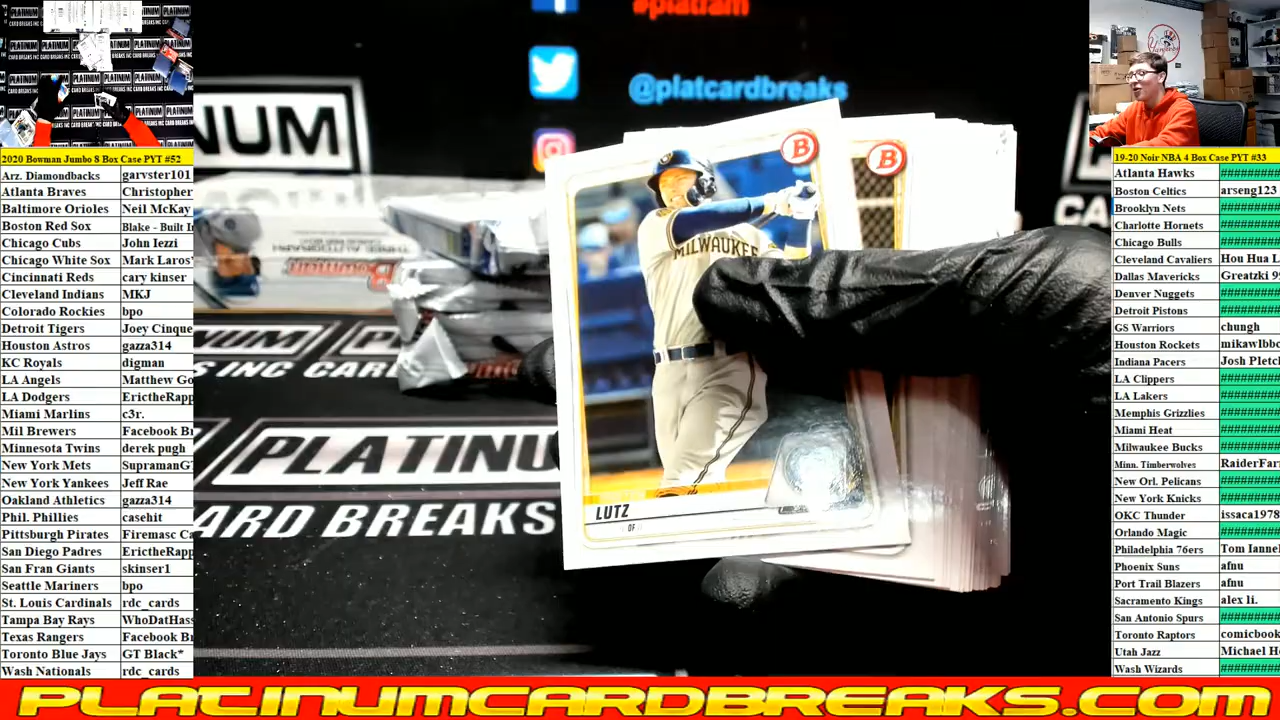 #platfam
@platcardbreaks
2020 Bowman Jumbo 8 Box Case PYT #52
Arz. Diamondbacks garvster101
Atlanta Braves Christopher
Baltimore Orioles Neil McKay
Boston Red Sox Blake - Built I
Chicago Cubs John Iezzi
Chicago White Sox Mark Laros
Cincinnati Reds cary kinser
Cleveland Indians MKJ
Colorado Rockies bpo
Detroit Tigers Joey Cinque
Houston Astros gazza314
KC Royals digman
LA Angels Matthew Go
LA Dodgers ErictheRapp
Miami Marlins c3r.
Mil Brewers Facebook Br
Minnesota Twins derek pugh
New York Mets SupramanG
New York Yankees Jeff Rae
Oakland Athletics gazza314
Phil. Phillies casehit
Pittsburgh Pirates Firemasc Ca
San Diego Padres ErictheRapp
San Fran Giants skinser1
Seattle Mariners bpo
St. Louis Cardinals rdc_cards
Tampa Bay Rays WhoDatHass
Texas Rangers Facebook Br
Toronto Blue Jays GT Black*
Wash Nationals rdc_cards
NUM
S INC CAR
PLATINU
ARD BREAKS
Bowman
B
B
MILWAUKEE
LUTZ
OF
CA
19-20 Noir NBA 4 Box Case PYT #33
Atlanta Hawks ########
Boston Celtics arseng123
Brooklyn Nets ########
Charlotte Hornets ########
Chicago Bulls ########
Cleveland Cavaliers Hou Hua L
Dallas Mavericks Greatzki 9
Denver Nuggets ########
Detroit Pistons ########
GS Warriors chungh
Houston Rockets mikawlbbc
Indiana Pacers Josh Pletc
LA Clippers ########
LA Lakers ########
Memphis Grizzlies ########
Miami Heat ########
Milwaukee Bucks ########
Minn. Timberwolves RaiderFar
New Orl. Pelicans ########
New York Knicks ########
OKC Thunder issaca1978
Orlando Magic ########
Philadelphia 76ers Tom Ianne
Phoenix Suns afnu
Port Trail Blazers afnu
Sacramento Kings alex li.
San Antonio Spurs ########
Toronto Raptors comicbook
Utah Jazz Michael H
Wash Wizards ########
PLATINUMCARDBREAKS.COM